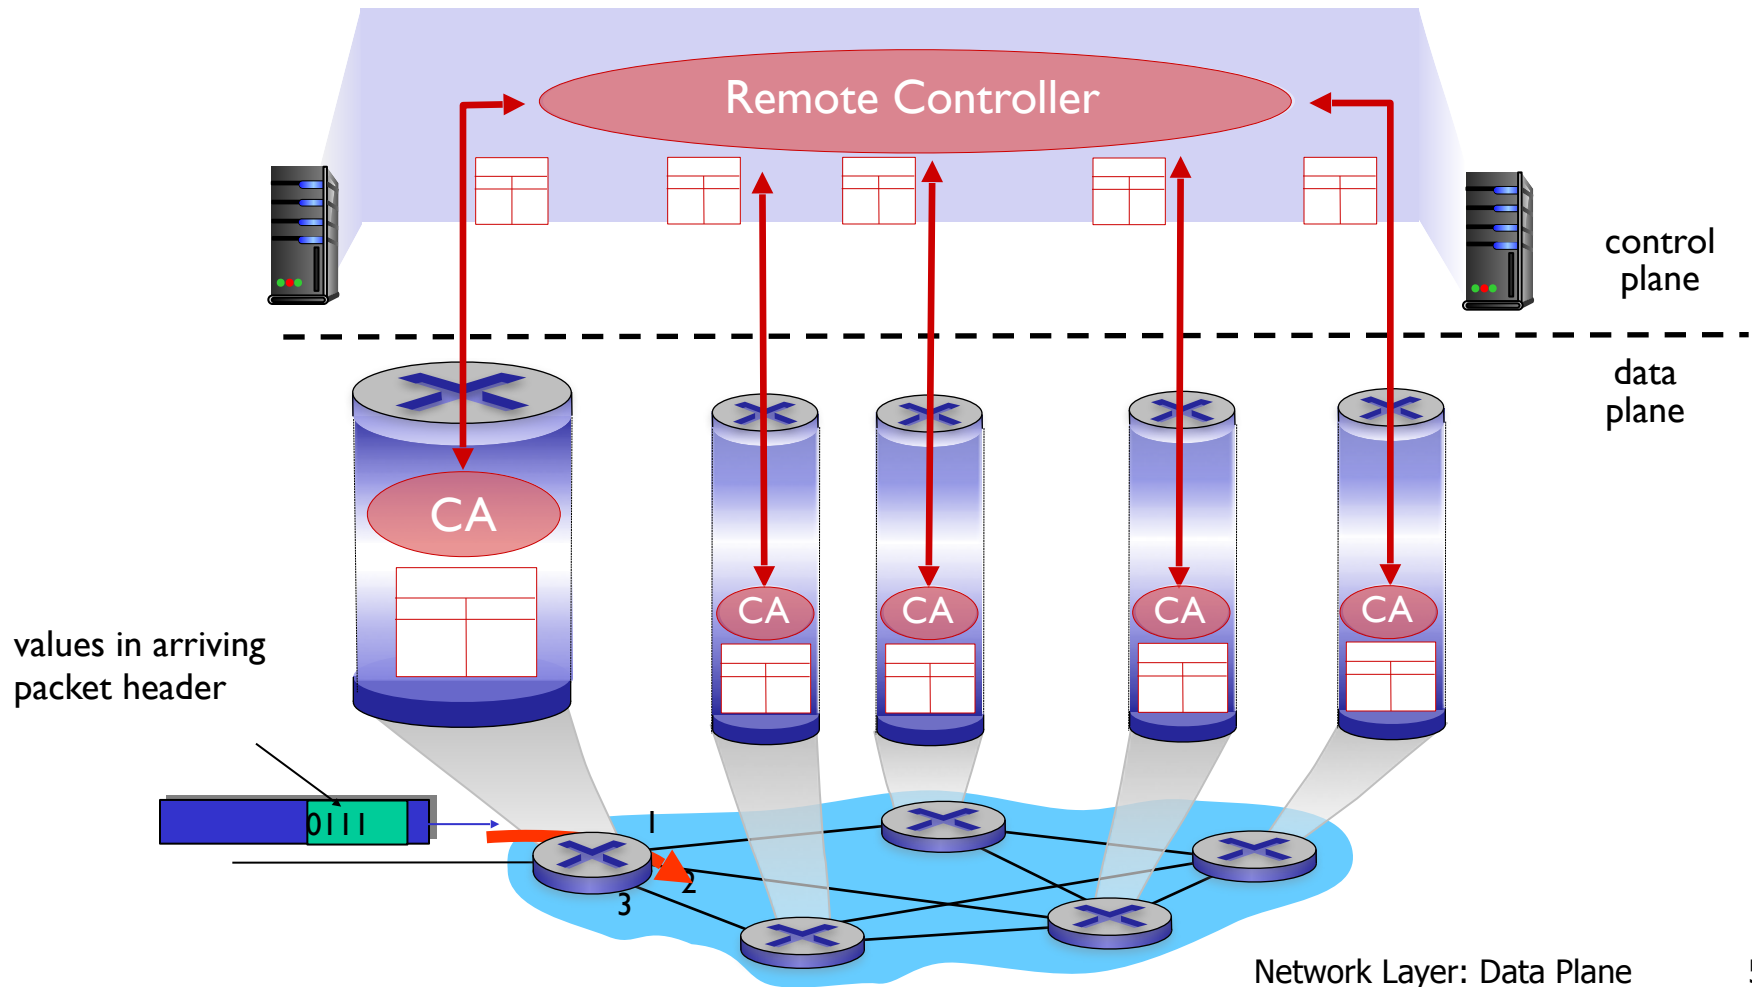 Remote Controller
control
plane
data
plane
CA
CA
CA
CA
CA
values in arriving
packet header
0111
1
2
3
Network Layer: Data Plane
5